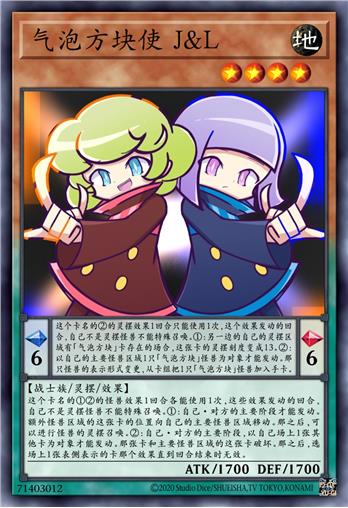 气泡方块使 J&L
地
这个卡名的②的灵摆效果1回合只能使用1次,这个效果发动的回
合,自己不是灵摆怪兽不能特殊召唤。①:另一边的自己的灵摆区
域有「气泡方块」卡存在的场合,这张卡的灵摆刻度变成13。②:
以自己的主要怪兽区域1只「气泡方块」怪兽为对象才能发动。那
只怪兽的表示形式变更,从卡组把1只「气泡方块」怪兽加入手卡。
6
6
【战士族/灵摆/效果】
这个卡名的①②的怪兽效果1回合各能使用1次,这些效果发动的回
合,自己不是灵摆怪兽不能特殊召唤。①:自己·对方的主要阶段才能发动。
额外怪兽区域的这张卡的位置向自己的主要怪兽区域移动。那之后,可
以进行怪兽的灵摆召唤。②:自己·对方的主要阶段,以自己场上1张其
他卡为对象才能发动。那张卡和主要怪兽区域的这张卡破坏。那之后,选
场上1张表侧表示的卡那个效果直到回合结束时无效。
ATK/1700 DEF/1700
71403012
©2020 Studio Dice/SHUEISHA,TV TOKYO,KONAMI